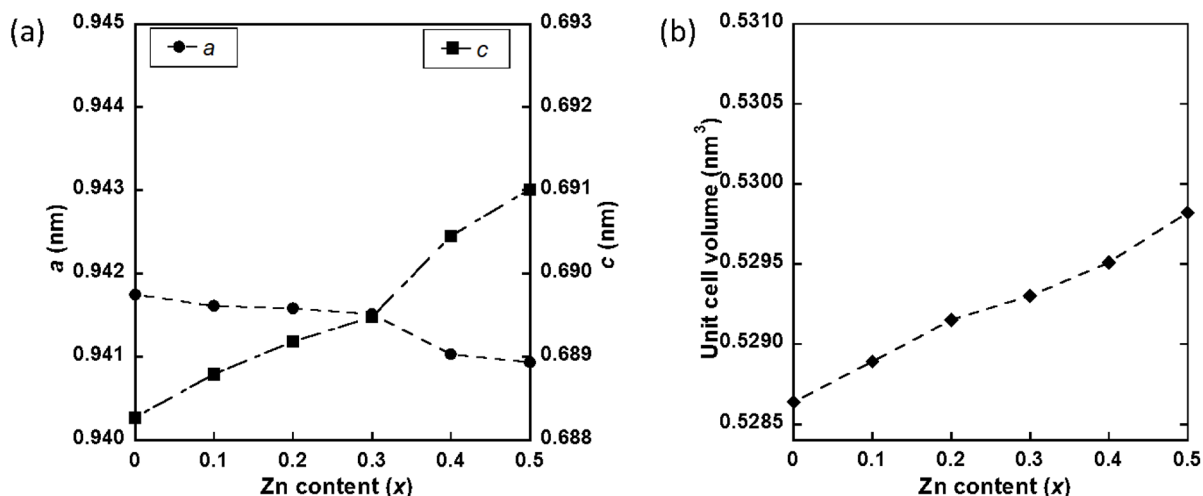 (a)
0.945
0.944
0.943
0.942
0.941
0.940
a (nm)
a
c
0.693
0.692
0.691
0.690
0.689
0.688
c (nm)
0 0.1 0.2 0.3 0.4 0.5
Zn content (x)
(b)
0.5310
0.5305
0.5300
0.5295
0.5290
0.5285
Unit cell volume (nm³)
0 0.1 0.2 0.3 0.4 0.5
Zn content (x)